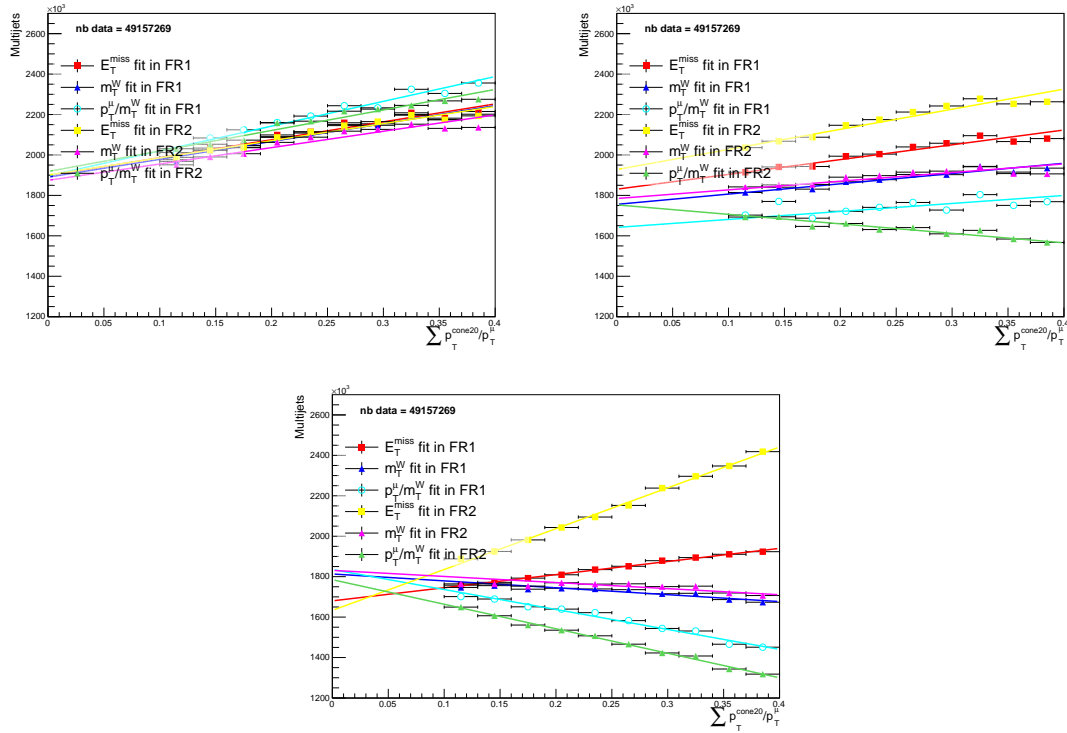 Multijets
×10³
nb data = 49157269
E_T^miss fit in FR1
m_T^W fit in FR1
p_T^μ/m_T^W fit in FR1
E_T^miss fit in FR2
m_T^W fit in FR2
p_T^μ/m_T^W fit in FR2
2600
2400
2200
2000
1800
1600
1400
1200
0 0.05 0.1 0.15 0.2 0.25 0.3 0.35 0.4
∑ p_T^cone20/p_T^μ
Multijets
×10³
nb data = 49157269
E_T^miss fit in FR1
m_T^W fit in FR1
p_T^μ/m_T^W fit in FR1
E_T^miss fit in FR2
m_T^W fit in FR2
p_T^μ/m_T^W fit in FR2
2600
2400
2200
2000
1800
1600
1400
1200
0 0.05 0.1 0.15 0.2 0.25 0.3 0.35 0.4
∑ p_T^cone20/p_T^μ
Multijets
×10³
nb data = 49157269
E_T^miss fit in FR1
m_T^W fit in FR1
p_T^μ/m_T^W fit in FR1
E_T^miss fit in FR2
m_T^W fit in FR2
p_T^μ/m_T^W fit in FR2
2600
2400
2200
2000
1800
1600
1400
1200
0 0.05 0.1 0.15 0.2 0.25 0.3 0.35 0.4
∑ p_T^cone20/p_T^μ